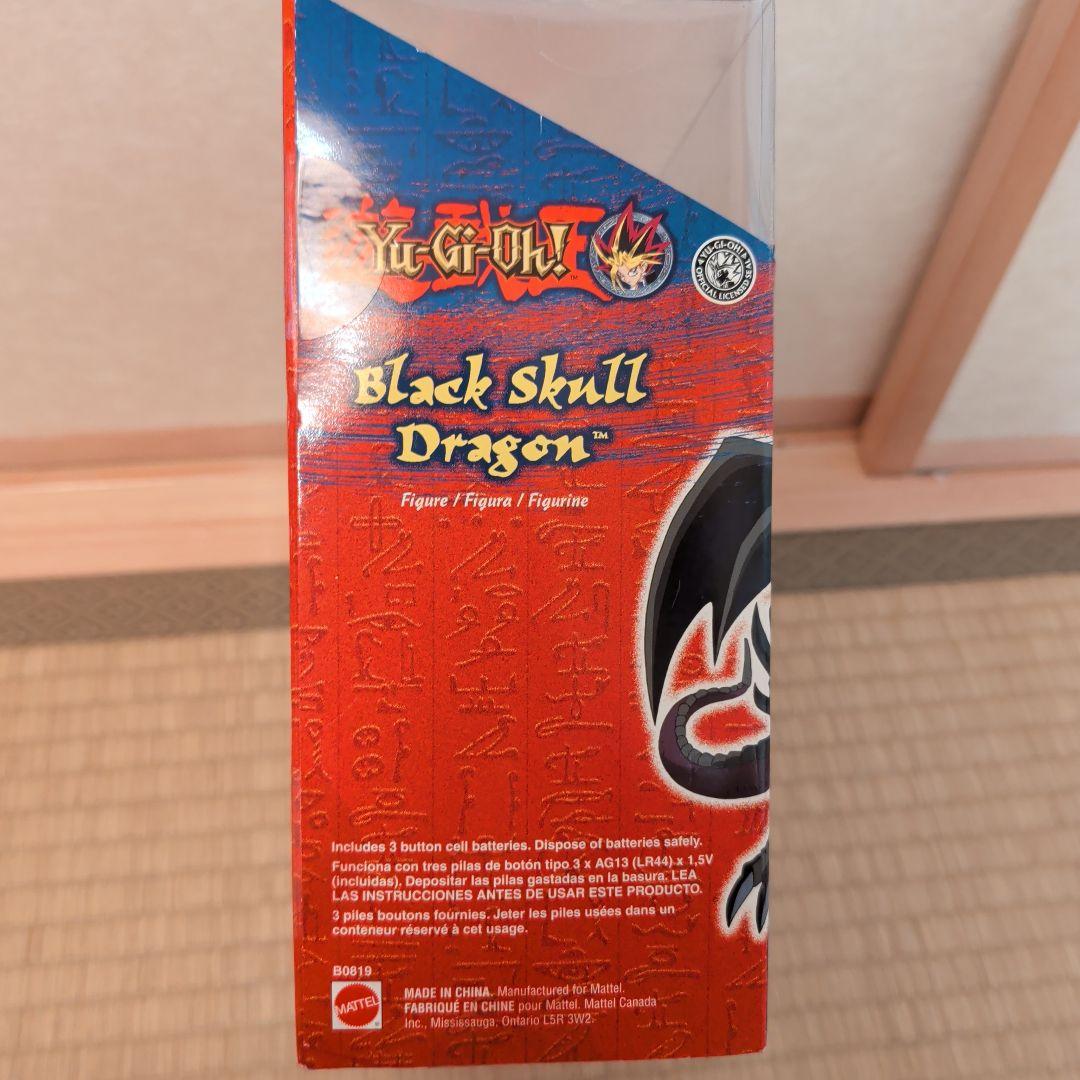 遊戯王
Yu-Gi-Oh!™
YU-GI-OH!
OFFICIAL LICENSED
Black Skull
Dragon™
Figure / Figura / Figurine
Includes 3 button cell batteries. Dispose of batteries safely.
Funciona con tres pilas de botón tipo 3 x AG13 (LR44) x 1,5V
(incluidas). Depositar las pilas gastadas en la basura. LEA
LAS INSTRUCCIONES ANTES DE USAR ESTE PRODUCTO.
3 piles boutons fournies. Jeter les piles usées dans un
conteneur réservé à cet usage.
B0819
MATTEL
MADE IN CHINA. Manufactured for Mattel.
FABRIQUÉ EN CHINE pour Mattel. Mattel Canada
Inc., Mississauga, Ontario L5R 3W2.